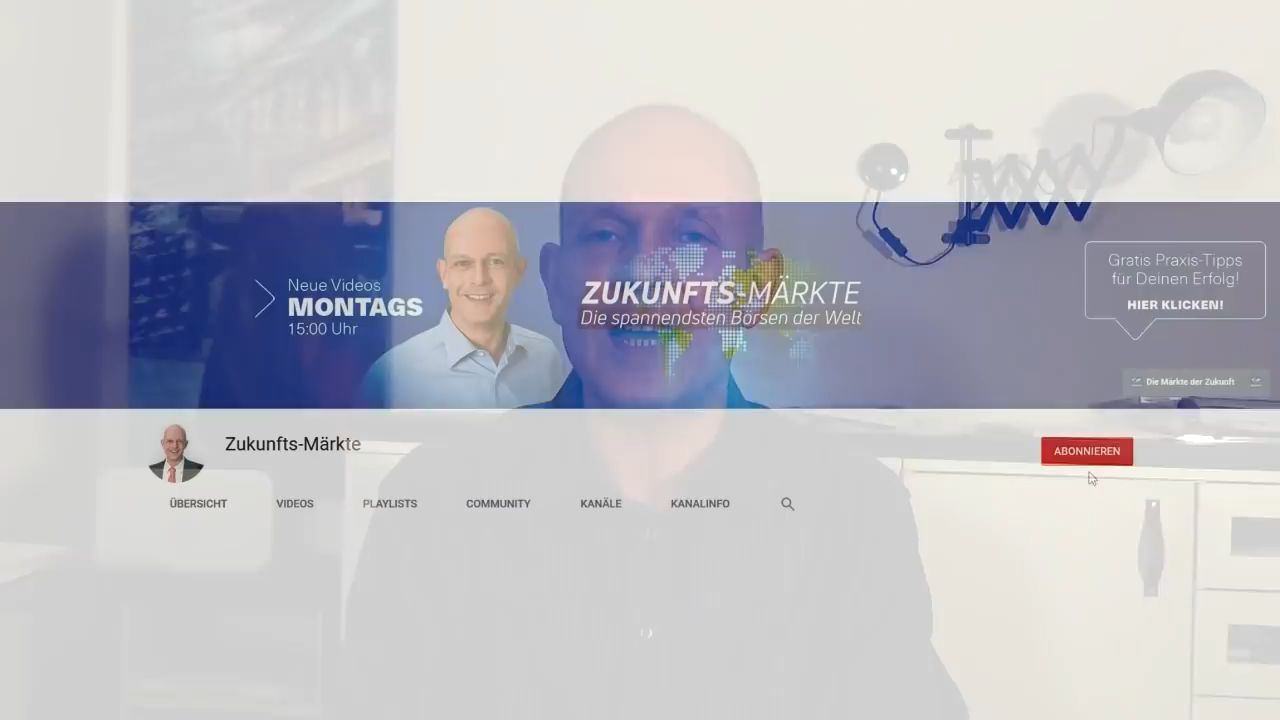 Neue Videos
MONTAGS
15:00 Uhr
ZUKUNFTS-MÄRKTE
Die spannendsten Börsen der Welt
Gratis Praxis-Tipps
für Deinen Erfolg!
HIER KLICKEN!
Die Märkte der Zukunft
Zukunfts-Märkte
ABONNIEREN
ÜBERSICHT
VIDEOS
PLAYLISTS
COMMUNITY
KANÄLE
KANALINFO